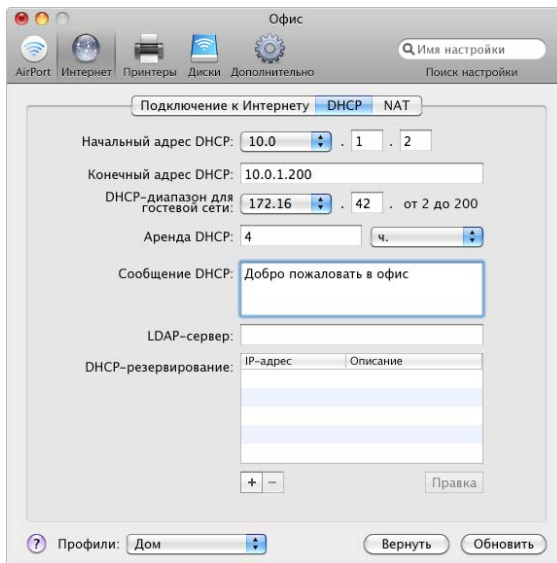 Офис
Имя настройки
AirPort Интернет Принтеры Диски Дополнительно Поиск настройки
Подключение к Интернету DHCP NAT
Начальный адрес DHCP: 10.0 . 1 . 2
Конечный адрес DHCP: 10.0.1.200
DHCP-диапазон для
гостевой сети: 172.16 . 42 . от 2 до 200
Аренда DHCP: 4 ч.
Сообщение DHCP: Добро пожаловать в офис
LDAP-сервер:
DHCP-резервирование: IP-адрес Описание
+ −
Правка
? Профили: Дом Вернуть Обновить